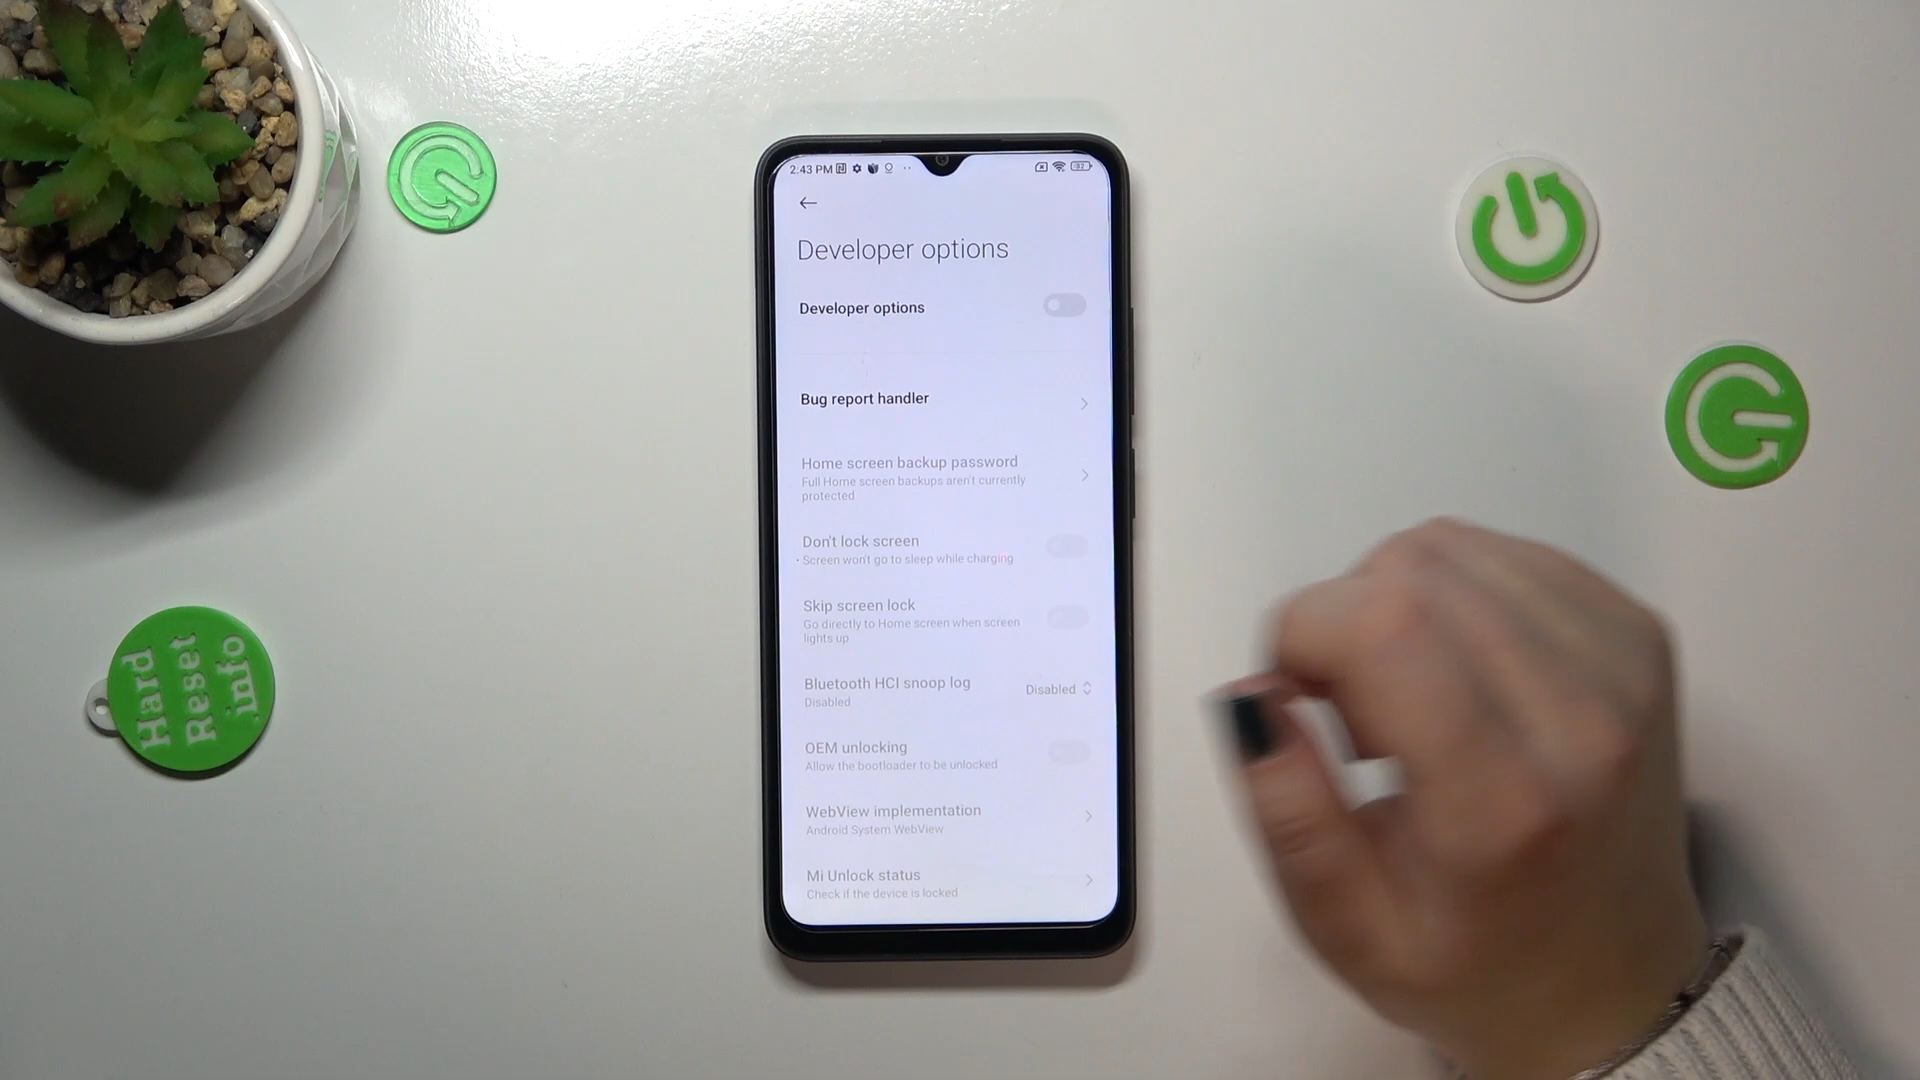 2:43 PM
Developer options
Developer options
Bug report handler
Home screen backup password
Full Home screen backups aren't currently
protected
Don't lock screen
Screen won't go to sleep while charging
Skip screen lock
Go directly to Home screen when screen
lights up
Bluetooth HCI snoop log
Disabled
Disabled
OEM unlocking
Allow the bootloader to be unlocked
WebView implementation
Android System WebView
Mi Unlock status
Check if the device is locked
Hard
Reset
.info